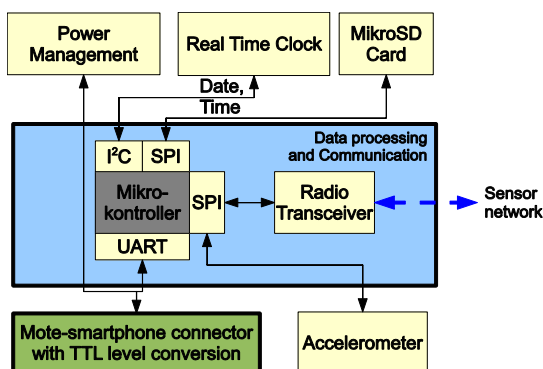 Power
Management
Real Time Clock
MikroSD
Card
Date,
Time
Data processing
and Communication
I²C
SPI
Mikro-
kontroller
SPI
Radio
Transceiver
Sensor
network
UART
Mote-smartphone connector
with TTL level conversion
Accelerometer